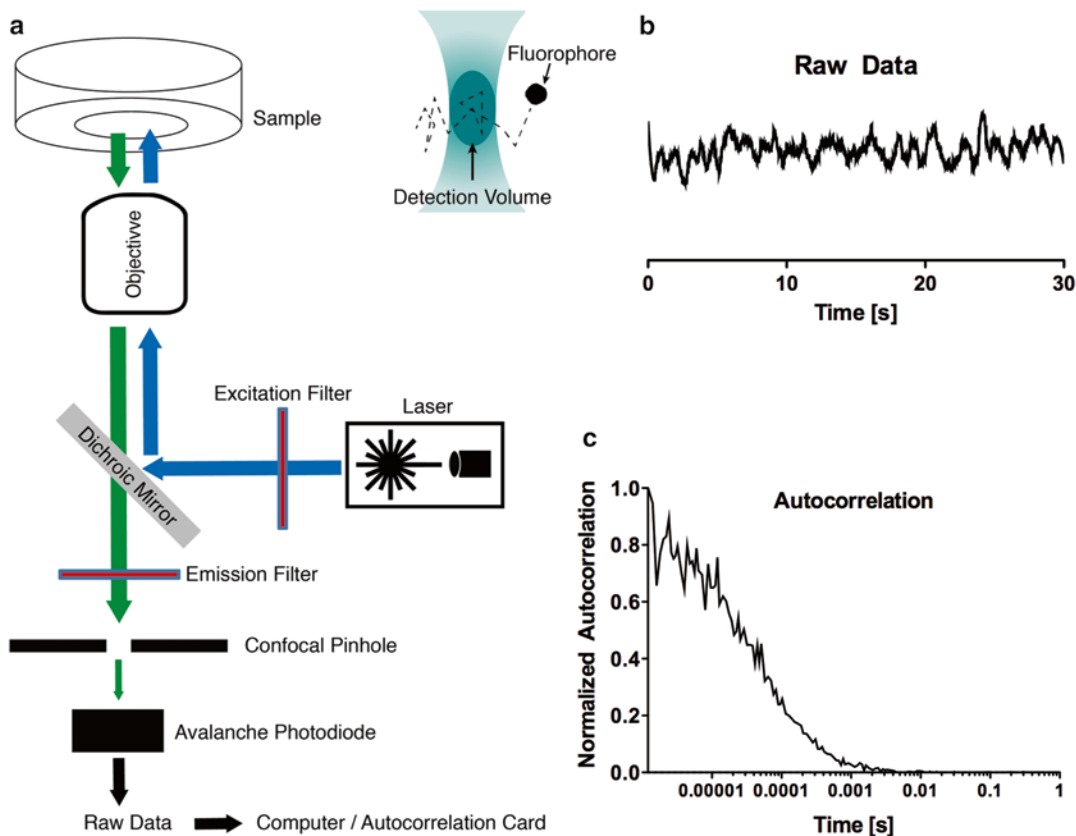 a
Sample
Fluorophore
Detection Volume
Objectivve
Excitation Filter
Laser
Dichroic Mirror
Emission Filter
Confocal Pinhole
Avalanche Photodiode
Raw Data
Computer / Autocorrelation Card
b
Raw Data
0 10 20 30
Time [s]
c
Autocorrelation
Normalized Autocorrelation
1.0
0.8
0.6
0.4
0.2
0.0
0.00001 0.0001 0.001 0.01 0.1 1
Time [s]